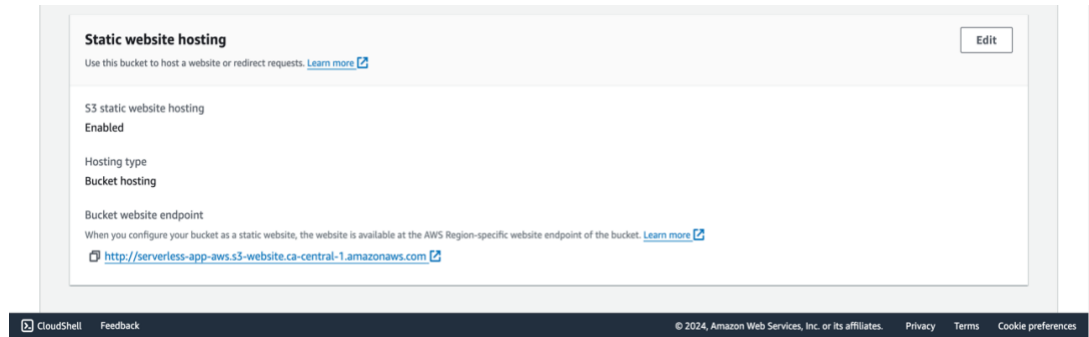 Static website hosting
Edit
Use this bucket to host a website or redirect requests. Learn more
S3 static website hosting
Enabled
Hosting type
Bucket hosting
Bucket website endpoint
When you configure your bucket as a static website, the website is available at the AWS Region-specific website endpoint of the bucket. Learn more
http://serverless-app-aws.s3-website.ca-central-1.amazonaws.com
CloudShell Feedback © 2024, Amazon Web Services, Inc. or its affiliates. Privacy Terms Cookie preferences